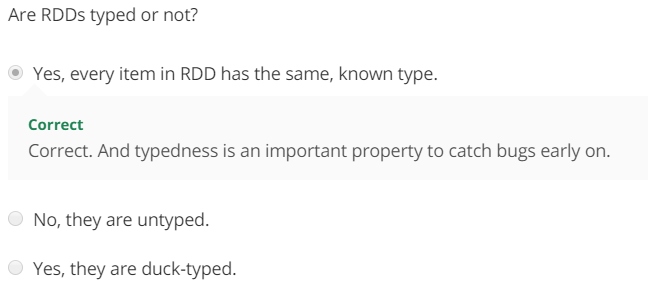 Are RDDs typed or not?
Yes, every item in RDD has the same, known type.
Correct
Correct. And typedness is an important property to catch bugs early on.
No, they are untyped.
Yes, they are duck-typed.